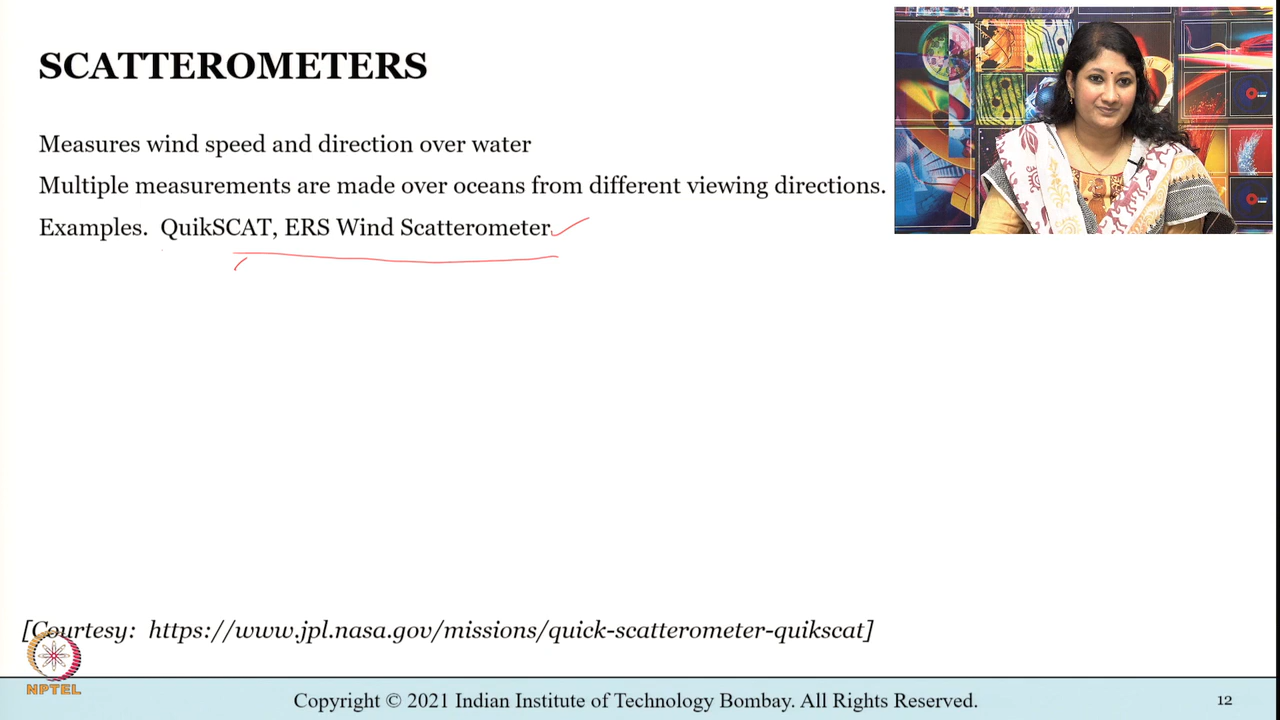 SCATTEROMETERS
Measures wind speed and direction over water
Multiple measurements are made over oceans from different viewing directions.
Examples. QuikSCAT, ERS Wind Scatterometer
[Courtesy: https://www.jpl.nasa.gov/missions/quick-scatterometer-quikscat]
NPTEL
Copyright © 2021 Indian Institute of Technology Bombay. All Rights Reserved.
12